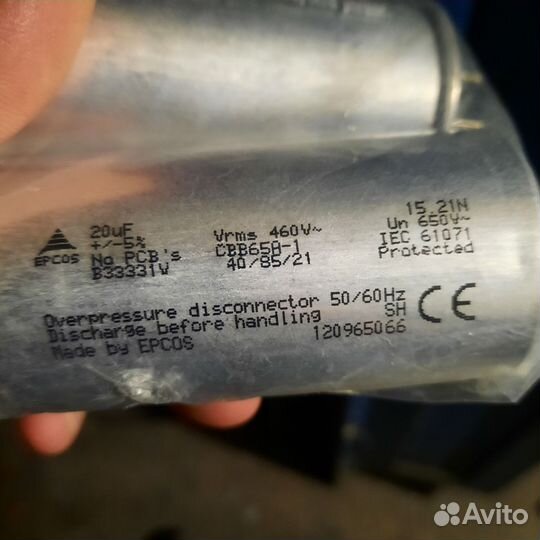 20uF Vrms 460V~ 15 21N
+/-5% CBB65A-1 Un 650V~
EPCOS No PCB's 40/85/21 IEC 61071
B33331V Protected
Overpressure disconnector 50/60Hz
Discharge before handling SH CE
Made by EPCOS 120965066
Avito